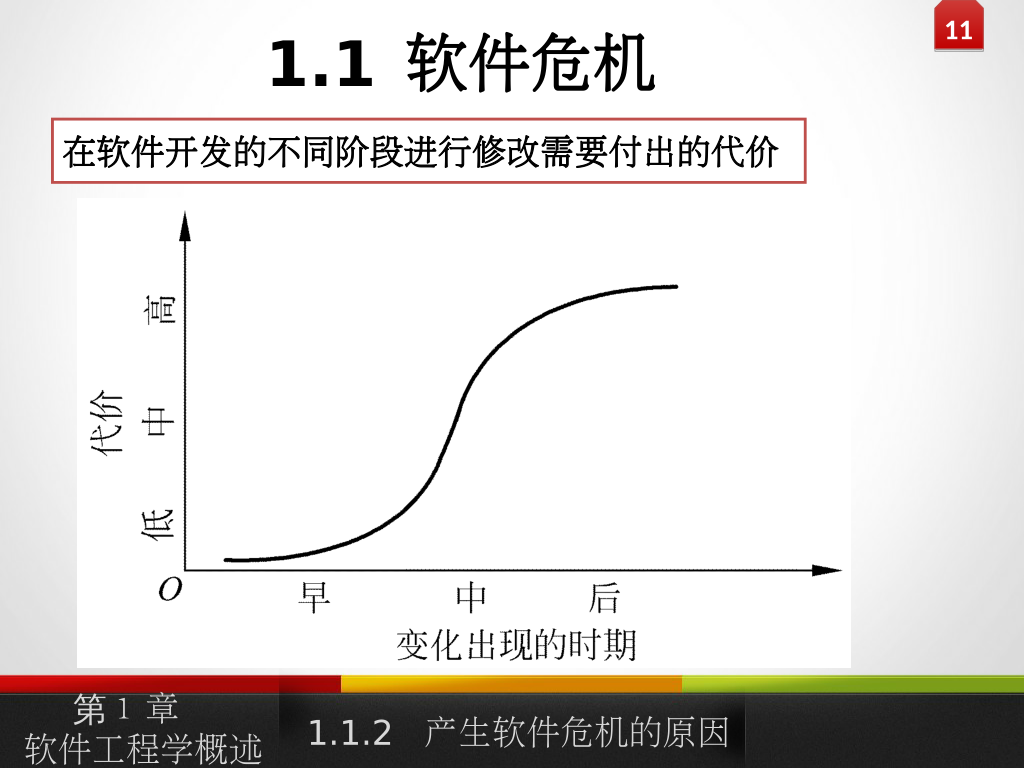 11
1.1 软件危机
在软件开发的不同阶段进行修改需要付出的代价
高
代价
中
低
O
早 中 后
变化出现的时期
第 1 章
软件工程学概述
1.1.2 产生软件危机的原因